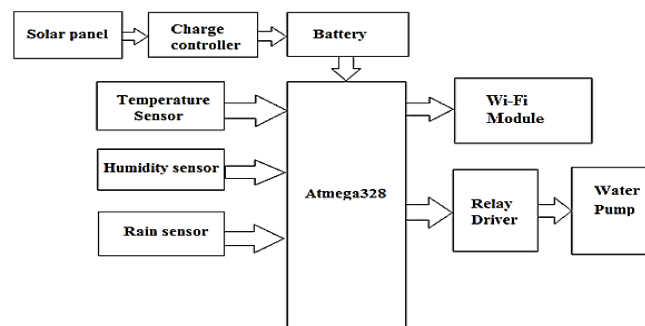 Solar panel
Charge
controller
Battery
Temperature
Sensor
Wi-Fi
Module
Humidity sensor
Atmega328
Relay
Driver
Water
Pump
Rain sensor